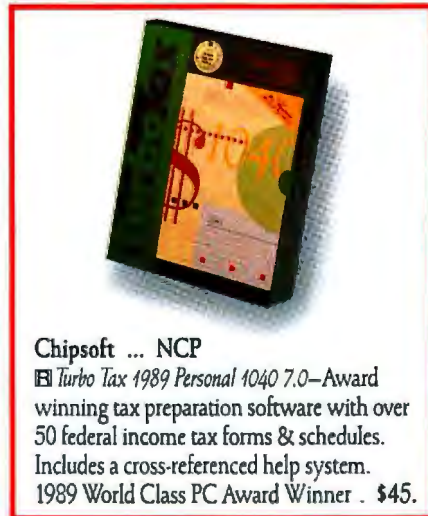 1040
Chipsoft ... NCP
Turbo Tax 1989 Personal 1040 7.0—Award
winning tax preparation software with over
50 federal income tax forms & schedules.
Includes a cross-referenced help system.
1989 World Class PC Award Winner . $45.